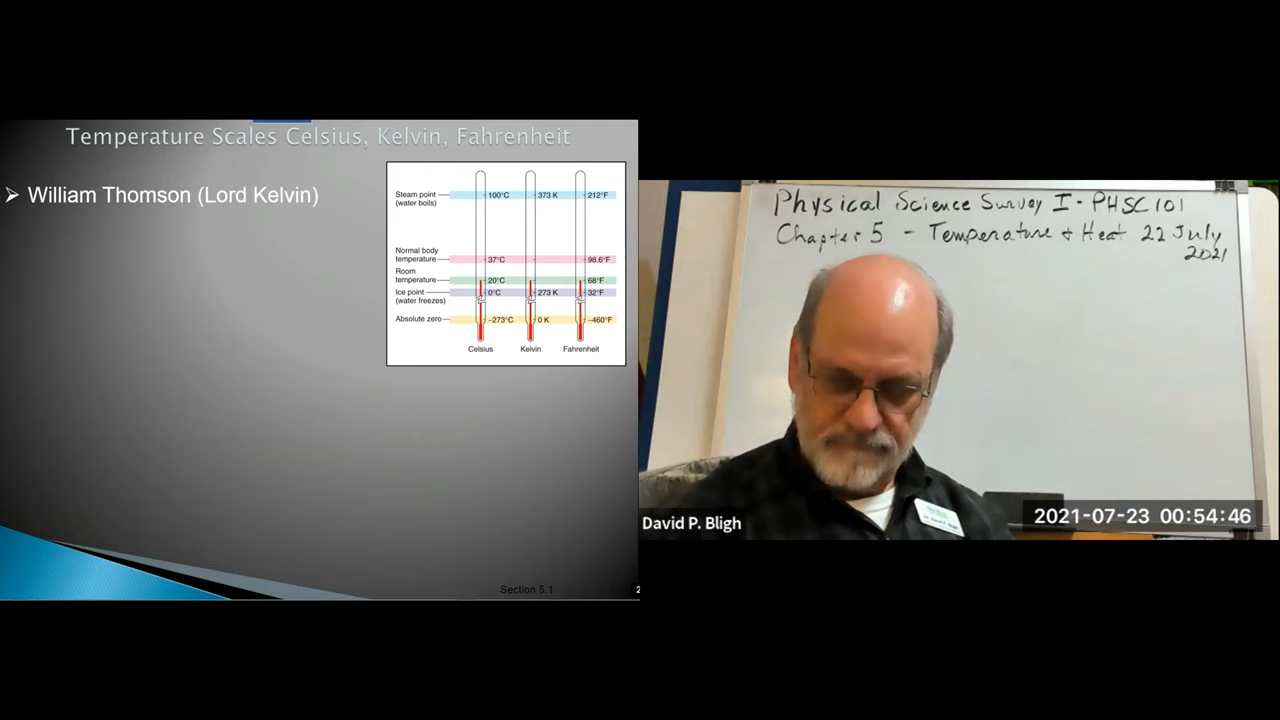 Temperature Scales Celsius, Kelvin, Fahrenheit
William Thomson (Lord Kelvin)
Steam point
(water boils)
100°C
373 K
212°F
Normal body
temperature
37°C
98.6°F
Room
temperature
20°C
68°F
Ice point
(water freezes)
0°C
273 K
32°F
Absolute zero
–273°C
0 K
–460°F
Celsius
Kelvin
Fahrenheit
Section 5.1
2
Physical Science Survey I - PHSC101
Chapter 5 - Temperature + Heat 22 July
2021
David P. Bligh
2021-07-23 00:54:46